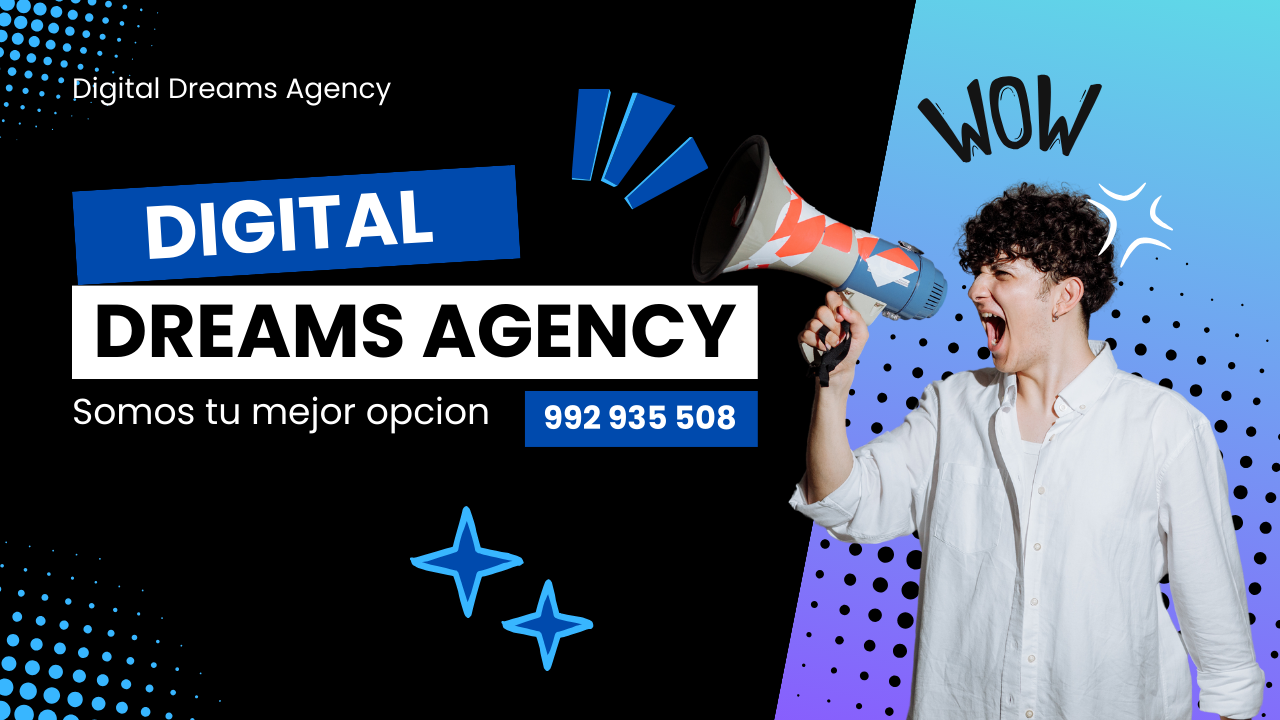 Digital Dreams Agency
WOW
DIGITAL
DREAMS AGENCY
Somos tu mejor opcion
992 935 508